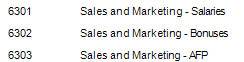 6301 Sales and Marketing - Salaries
6302 Sales and Marketing - Bonuses
6303 Sales and Marketing - AFP